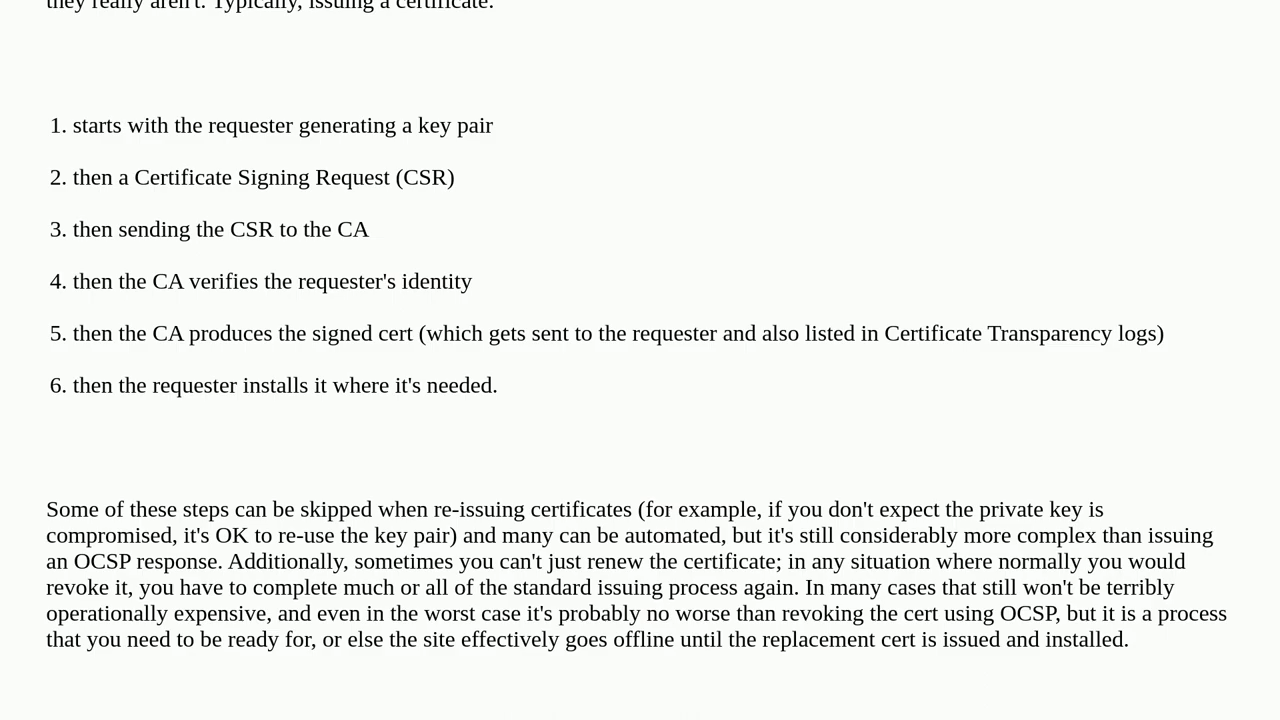 they really aren't. Typically, issuing a certificate:
1. starts with the requester generating a key pair
2. then a Certificate Signing Request (CSR)
3. then sending the CSR to the CA
4. then the CA verifies the requester's identity
5. then the CA produces the signed cert (which gets sent to the requester and also listed in Certificate Transparency logs)
6. then the requester installs it where it's needed.
Some of these steps can be skipped when re-issuing certificates (for example, if you don't expect the private key is
compromised, it's OK to re-use the key pair) and many can be automated, but it's still considerably more complex than issuing
an OCSP response. Additionally, sometimes you can't just renew the certificate; in any situation where normally you would
revoke it, you have to complete much or all of the standard issuing process again. In many cases that still won't be terribly
operationally expensive, and even in the worst case it's probably no worse than revoking the cert using OCSP, but it is a process
that you need to be ready for, or else the site effectively goes offline until the replacement cert is issued and installed.